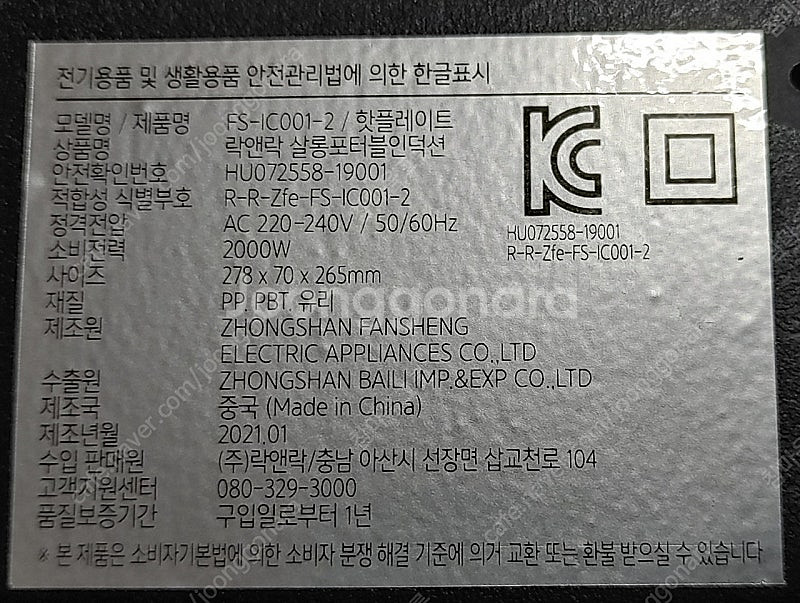 전기용품 및 생활용품 안전관리법에 의한 한글표시
모델명 / 제품명 FS-IC001-2 / 핫플레이트
상품명 락앤락 살롱포터블인덕션
안전확인번호 HU072558-19001
적합성 식별부호 R-R-Zfe-FS-IC001-2
정격전압 AC 220-240V / 50/60Hz
소비전력 2000W
사이즈 278 x 70 x 265mm
재질 PP. PBT. 유리
제조원 ZHONGSHAN FANSHENG
ELECTRIC APPLIANCES CO.,LTD
수출원 ZHONGSHAN BAILI IMP.&EXP CO.,LTD
제조국 중국 (Made in China)
제조년월 2021.01
수입 판매원 (주)락앤락/충남 아산시 선장면 삽교천로 104
고객지원센터 080-329-3000
품질보증기간 구입일로부터 1년
※ 본 제품은 소비자기본법에 의한 소비자 분쟁 해결 기준에 의거 교환 또는 환불 받으실 수 있습니다
KC
HU072558-19001
R-R-Zfe-FS-IC001-2
Joonggonara